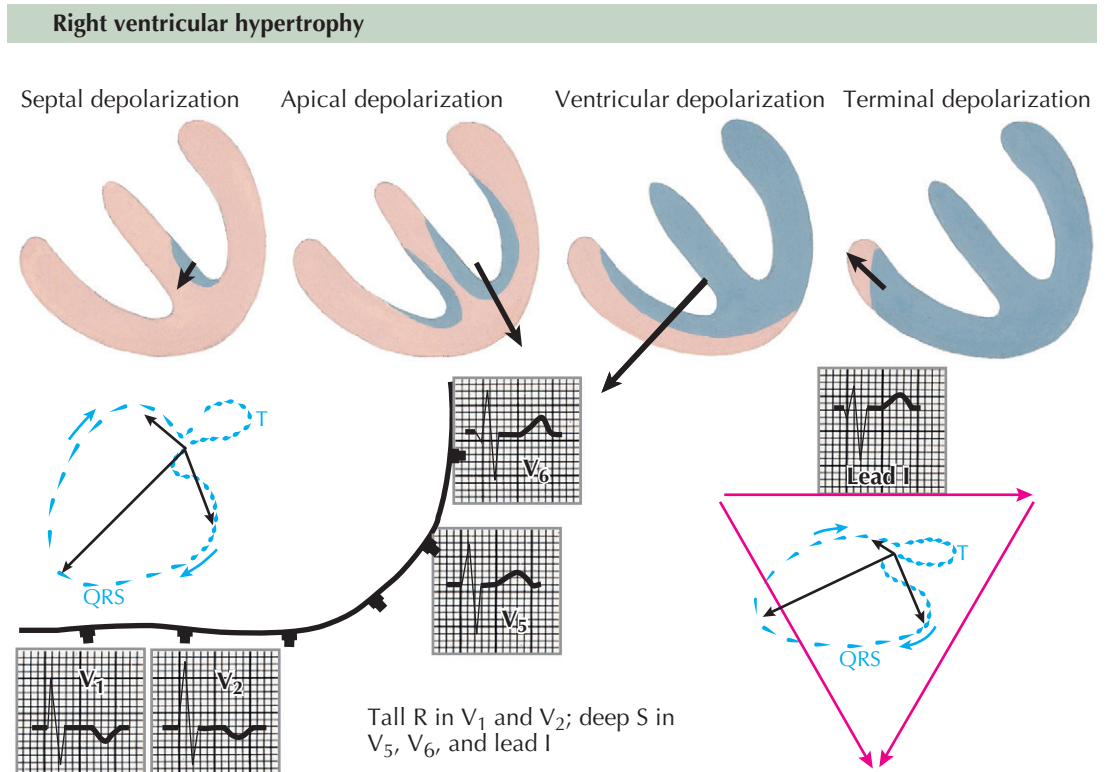 Right ventricular hypertrophy
Septal depolarization
Apical depolarization
Ventricular depolarization
Terminal depolarization
T
QRS
V6
Lead I
V5
T
QRS
V1
V2
Tall R in V1 and V2; deep S in
V5, V6, and lead I